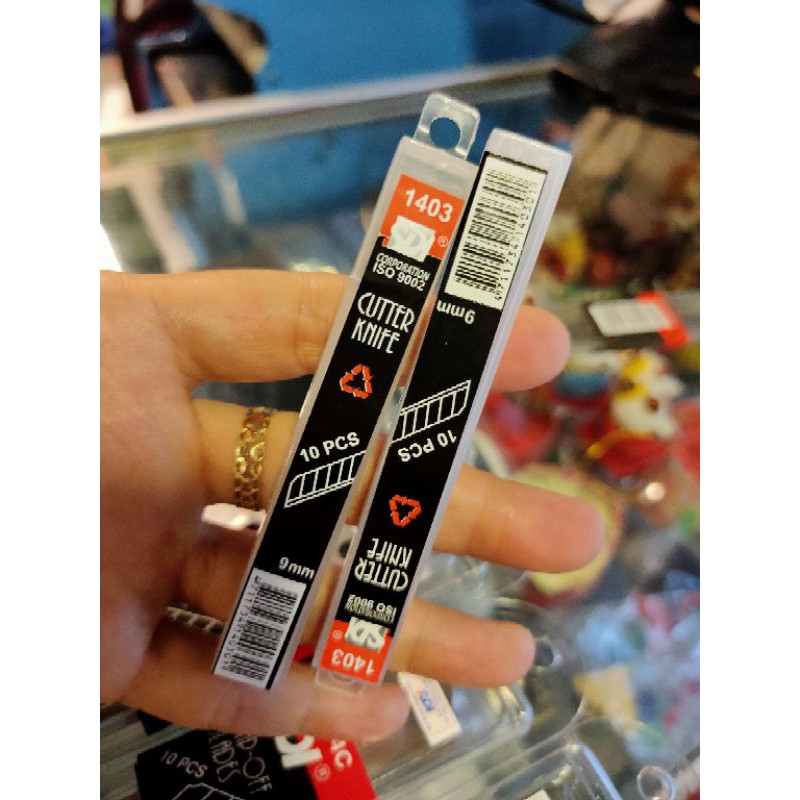 1403
SDI®
CORPORATION
ISO 9002
CUTTER
KNIFE
10 PCS
9mm
9mm
10 PCS
CUTTER
KNIFE
CORPORATION
ISO 9002
SDI®
1403
10 PCS